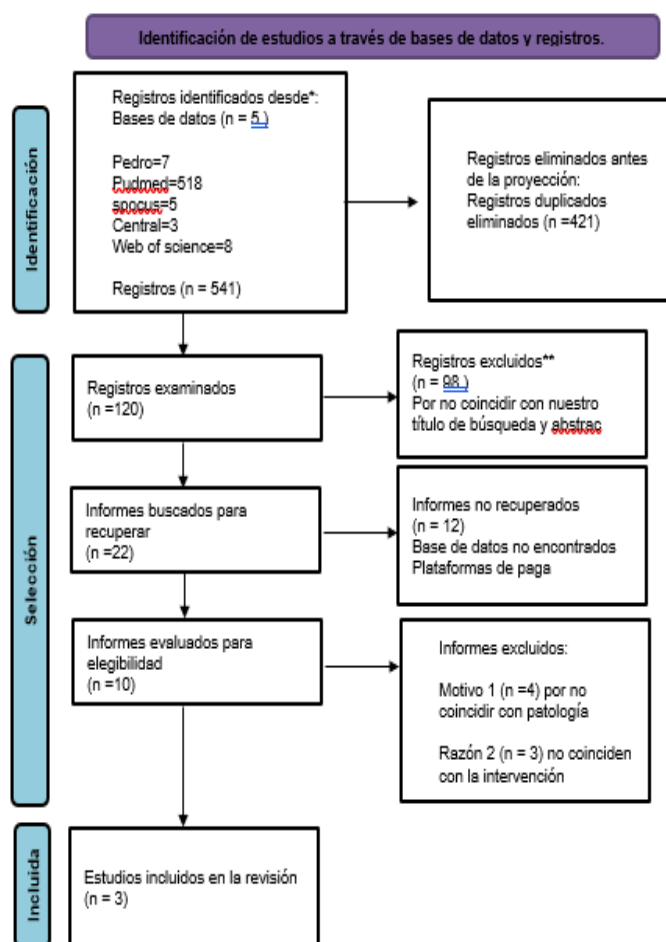 Identificación de estudios a través de bases de datos y registros.
Identificación
Registros identificados desde*:
Bases de datos (n = 5 )
Pedro=7
Pudmed=518
spocus=5
Central=3
Web of science=8
Registros (n = 541)
Registros eliminados antes
de la proyección:
Registros duplicados
eliminados (n =421)
Selección
Registros examinados
(n =120)
Registros excluidos**
(n = 98 )
Por no coincidir con nuestro
título de búsqueda y abstrac
Informes buscados para
recuperar
(n =22)
Informes no recuperados
(n = 12)
Base de datos no encontrados
Plataformas de paga
Informes evaluados para
elegibilidad
(n =10)
Informes excluidos:
Motivo 1 (n =4) por no
coincidir con patología
Razón 2 (n = 3) no coinciden
con la intervención
Incluida
Estudios incluidos en la revisión
(n = 3)